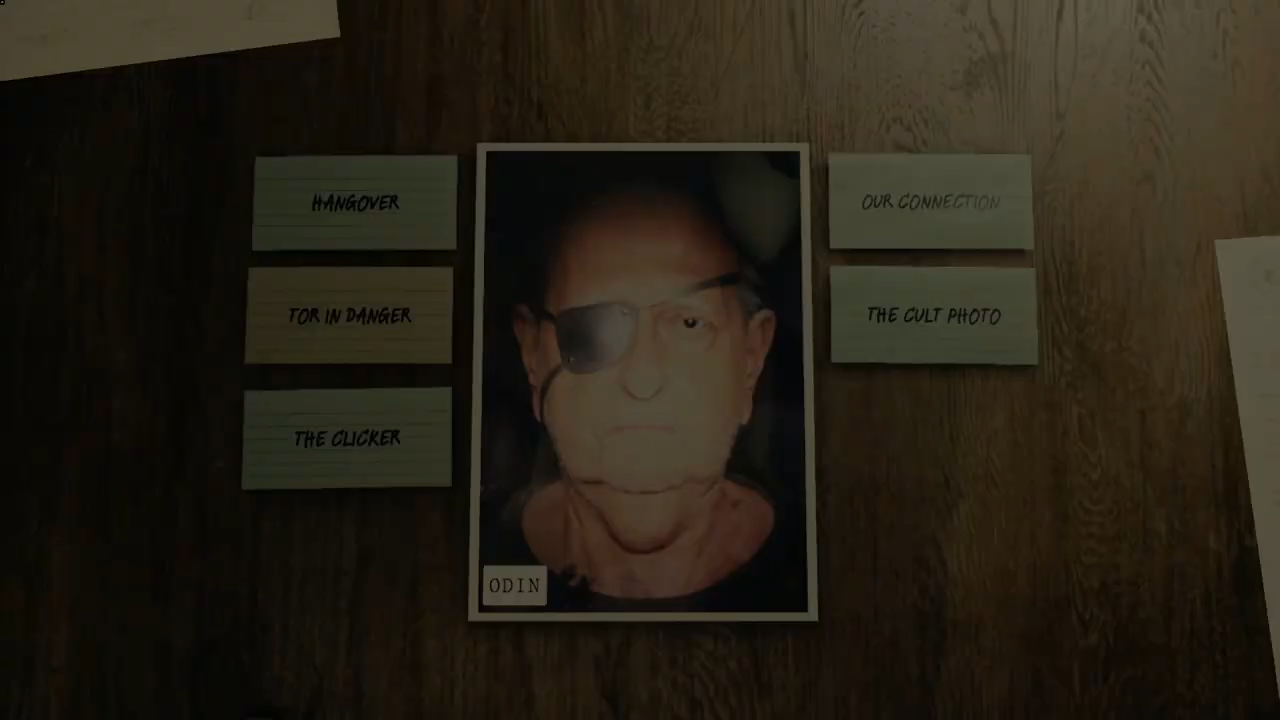 HANGOVER
TOR IN DANGER
THE CLICKER
ODIN
OUR CONNECTION
THE CULT PHOTO